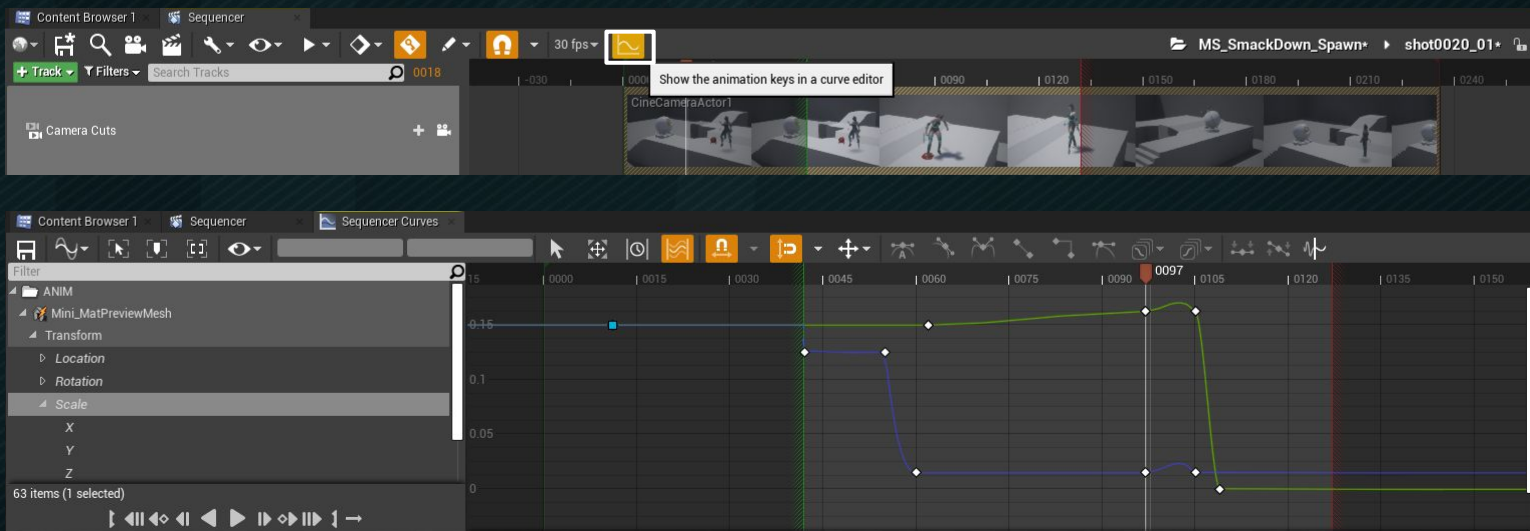 Content Browser 1
Sequencer
30 fps
MS_SmackDown_Spawn*
shot0020_01*
+ Track
Filters
Search Tracks
0018
-030
0090
0120
0150
0180
0210
0240
Show the animation keys in a curve editor
CineCameraActor1
Camera Cuts
Content Browser 1
Sequencer
Sequencer Curves
Filter
15
0000
0015
0030
0045
0060
0075
0090
0097
0105
0120
0135
0150
ANIM
Mini_MatPreviewMesh
0.15
Transform
Location
Rotation
0.1
Scale
X
0.05
Y
Z
0
63 items (1 selected)